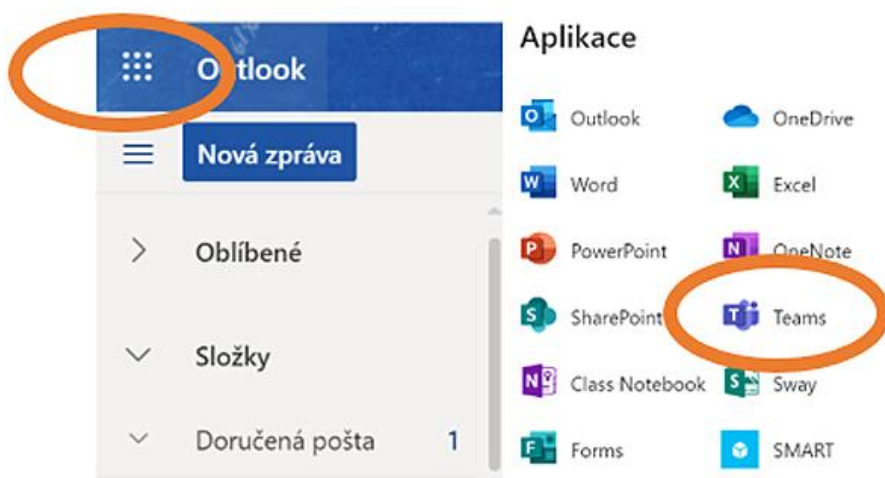 Outlook
Nová zpráva
Oblíbené
Složky
Doručená pošta 1
Aplikace
Outlook OneDrive
Word Excel
PowerPoint OneNote
SharePoint Teams
Class Notebook Sway
Forms SMART